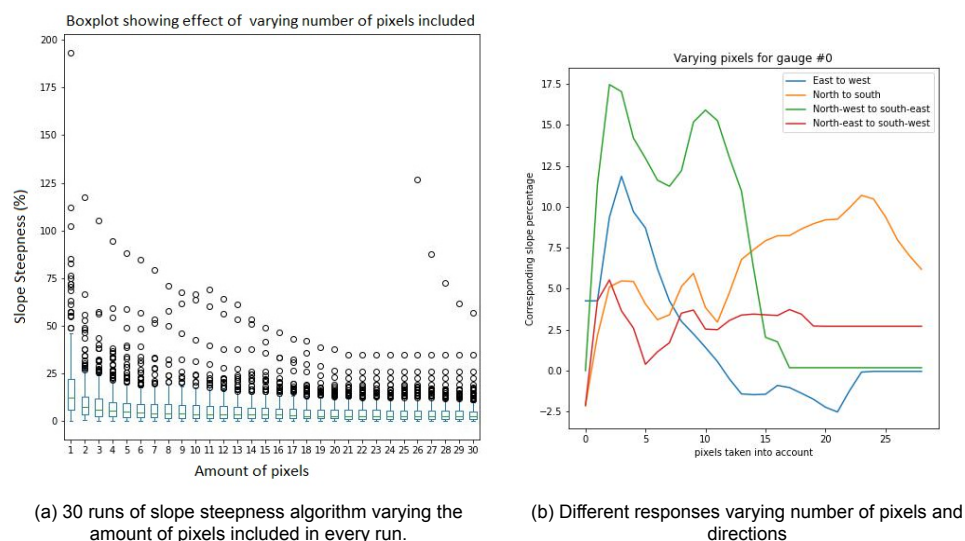 Boxplot showing effect of varying number of pixels included
200
175
150
125
100
75
50
25
0
Slope Steepness (%)
1 2 3 4 5 6 7 8 9 10 11 12 13 14 15 16 17 18 19 20 21 22 23 24 25 26 27 28 29 30
Amount of pixels
(a) 30 runs of slope steepness algorithm varying the
amount of pixels included in every run.
Varying pixels for gauge #0
East to west
North to south
North-west to south-east
North-east to south-west
17.5
15.0
12.5
10.0
7.5
5.0
2.5
0.0
−2.5
Corresponding slope percentage
0 5 10 15 20 25
pixels taken into account
(b) Different responses varying number of pixels and
directions